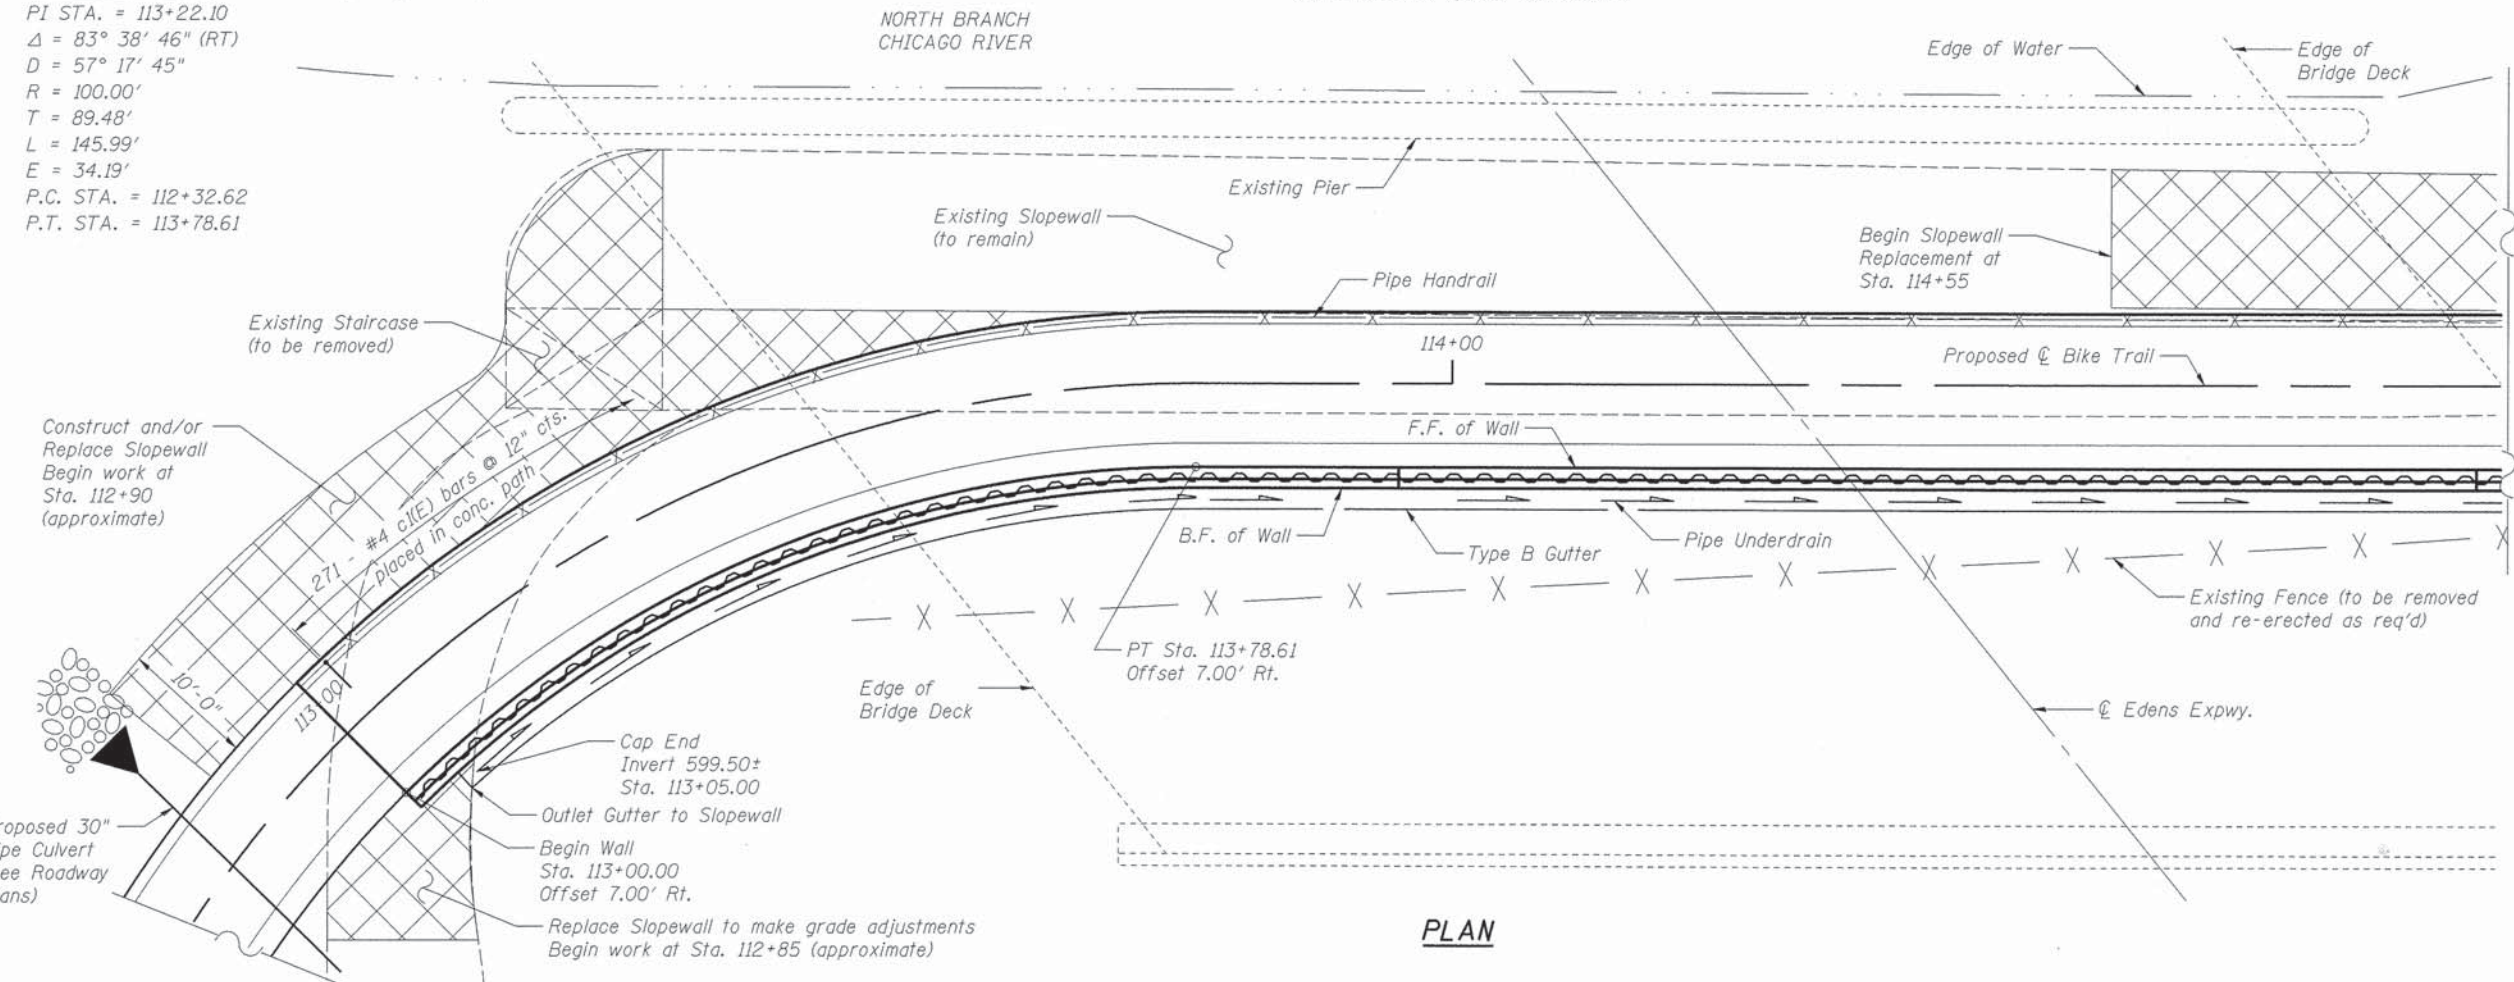 PI STA. = 113+22.10
Δ = 83° 38' 46" (RT)
D = 57° 17' 45"
R = 100.00'
T = 89.48'
L = 145.99'
E = 34.19'
P.C. STA. = 112+32.62
P.T. STA. = 113+78.61
NORTH BRANCH
CHICAGO RIVER
Edge of Water
Edge of
Bridge Deck
Existing Pier
Existing Slopewall
(to remain)
Begin Slopewall
Replacement at
Sta. 114+55
Pipe Handrail
Existing Staircase
(to be removed)
114+00
Proposed ℄ Bike Trail
Construct and/or
Replace Slopewall
Begin work at
Sta. 112+90
(approximate)
271 - #4 c1(E) bars @ 12" cts.
placed in conc. path
F.F. of Wall
B.F. of Wall
Type B Gutter
Pipe Underdrain
Existing Fence (to be removed
and re-erected as req'd)
PT Sta. 113+78.61
Offset 7.00' Rt.
10'-0"
113+00
Edge of
Bridge Deck
℄ Edens Expwy.
Cap End
Invert 599.50±
Sta. 113+05.00
Outlet Gutter to Slopewall
Begin Wall
Sta. 113+00.00
Offset 7.00' Rt.
roposed 30"
ipe Culvert
ee Roadway
ans)
Replace Slopewall to make grade adjustments
Begin work at Sta. 112+85 (approximate)
PLAN